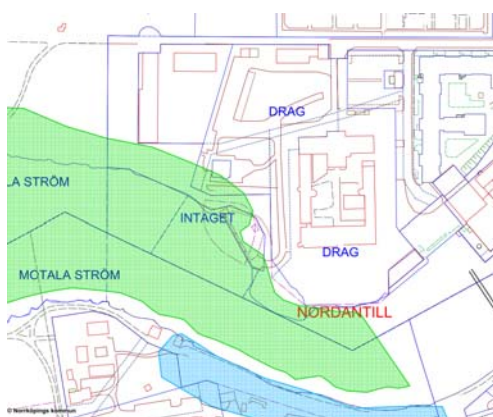 DRAG
LA STRÖM
INTAGET
DRAG
MOTALA STRÖM
NORDANTILL
© Norrköpings kommun